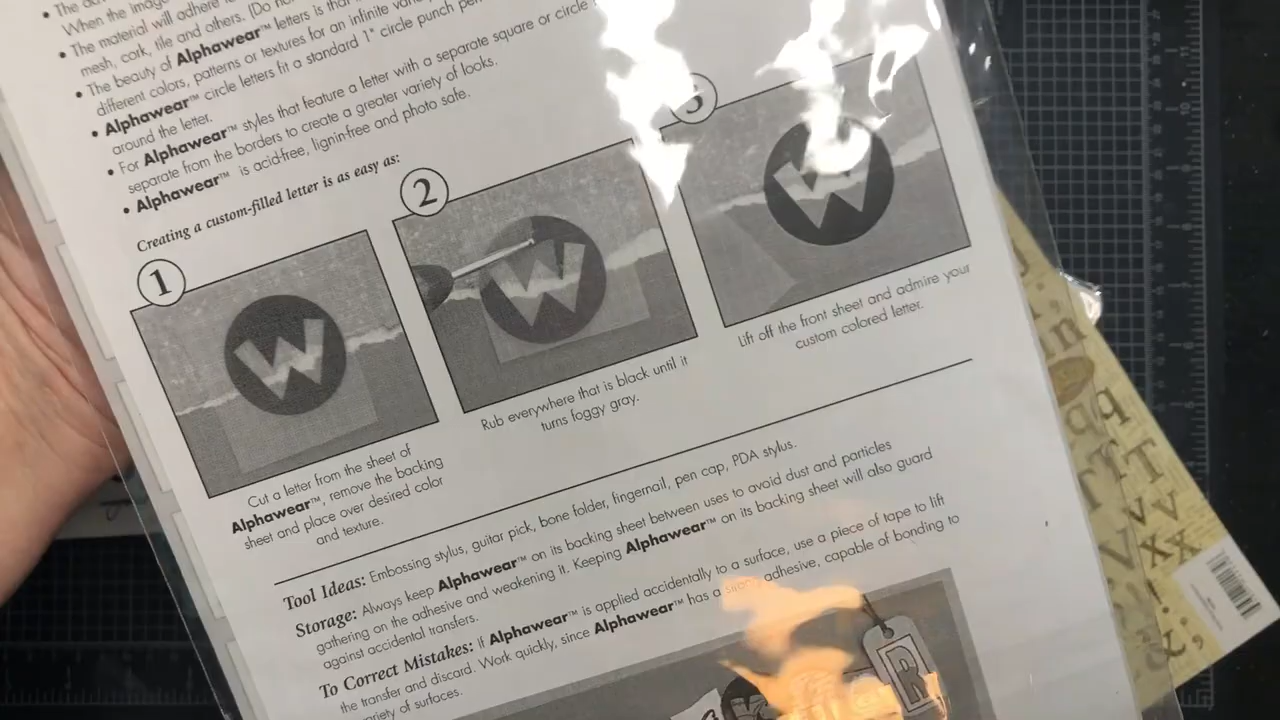 • The
When the image
• The material will adhere
mesh, cork, tile and others. (Do
• The beauty of Alphawear™ letters is that
different colors, patterns or textures for an infinite
• Alphawear™ circle letters fit a standard 1" circle punch
around the letter.
• For Alphawear™ styles that feature a letter with a separate square or circle
separate from the borders to create a greater variety of looks.
• Alphawear™ is acid-free, lignin-free and photo safe.
Creating a custom-filled letter is as easy as:
1
W
Cut a letter from the sheet of
Alphawear™, remove the backing
sheet and place over desired color
and texture.
2
W
Rub everywhere that is black until it
turns foggy gray.
3
W
Lift off the front sheet and admire your
custom colored letter.
Tool Ideas: Embossing stylus, guitar pick, bone folder, fingernail, pen cap, PDA stylus.
Storage: Always keep Alphawear™ on its backing sheet between uses to avoid dust and particles
gathering on the adhesive and weakening it. Keeping Alphawear™ on its backing sheet will also guard
against accidental transfers.
To Correct Mistakes: If Alphawear™ is applied accidentally to a surface, use a piece of tape to lift
the transfer and discard. Work quickly, since Alphawear™ has a strong adhesive, capable of bonding to
variety of surfaces.
R